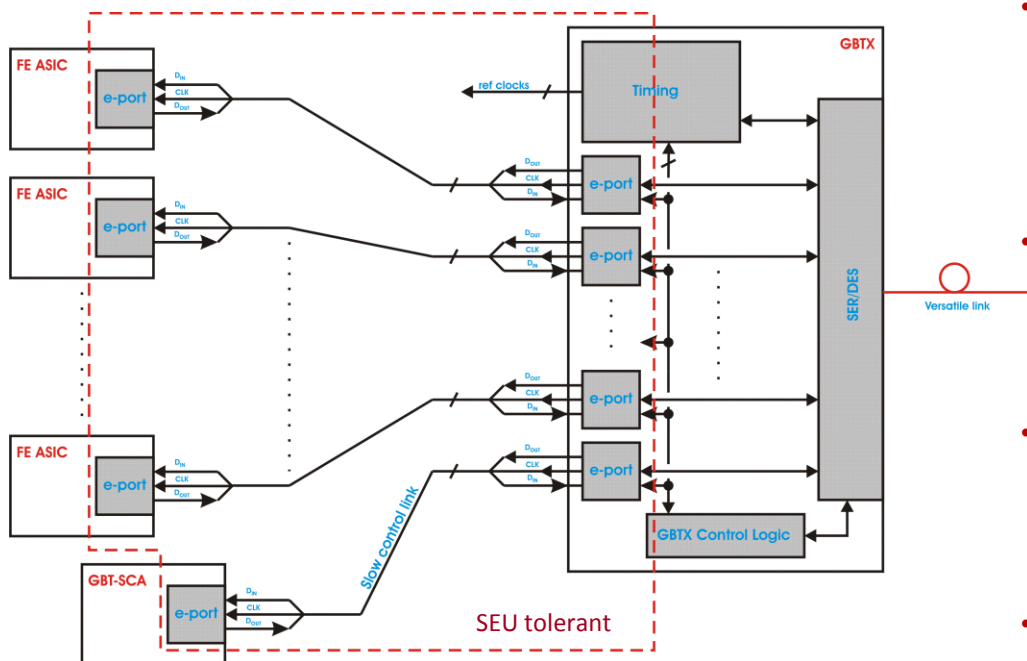 FE ASIC
e-port
DIN
CLK
DOUT
FE ASIC
e-port
DIN
CLK
DOUT
FE ASIC
e-port
DIN
CLK
DOUT
GBT-SCA
e-port
DIN
CLK
DOUT
Slow control link
SEU tolerant
ref clocks
GBTX
Timing
DOUT
CLK
DIN
e-port
DOUT
CLK
DIN
e-port
DOUT
CLK
DIN
e-port
DOUT
CLK
DIN
e-port
GBTX Control Logic
SER/DES
Versatile link